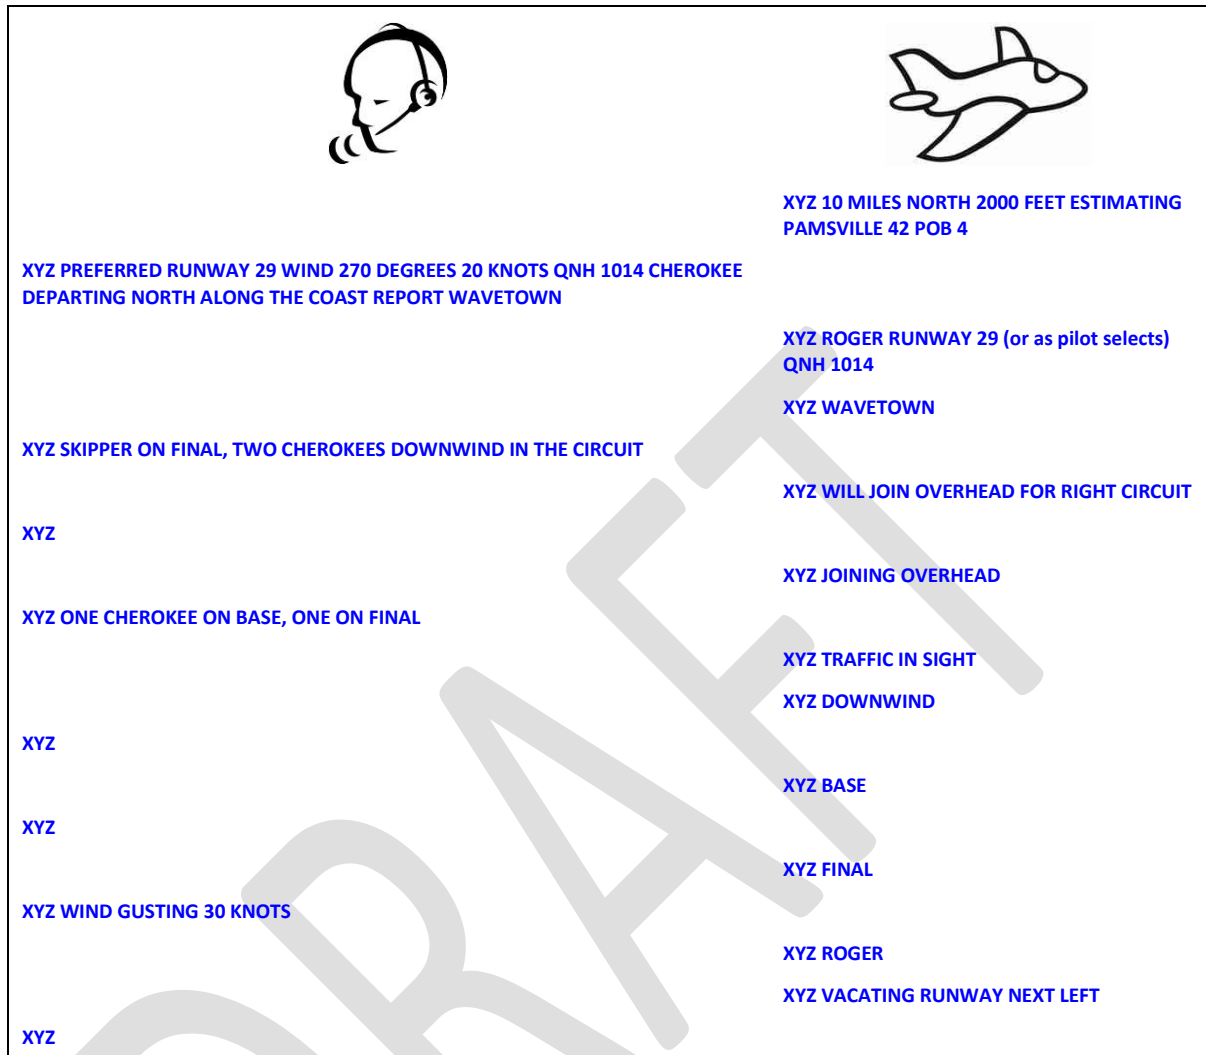 XYZ 10 MILES NORTH 2000 FEET ESTIMATING
PAMSVILLE 42 POB 4
XYZ PREFERRED RUNWAY 29 WIND 270 DEGREES 20 KNOTS QNH 1014 CHEROKEE
DEPARTING NORTH ALONG THE COAST REPORT WAVETOWN
XYZ ROGER RUNWAY 29 (or as pilot selects)
QNH 1014
XYZ WAVETOWN
XYZ SKIPPER ON FINAL, TWO CHEROKEES DOWNWIND IN THE CIRCUIT
XYZ WILL JOIN OVERHEAD FOR RIGHT CIRCUIT
XYZ
XYZ JOINING OVERHEAD
XYZ ONE CHEROKEE ON BASE, ONE ON FINAL
XYZ TRAFFIC IN SIGHT
XYZ DOWNWIND
XYZ
XYZ BASE
XYZ
XYZ FINAL
XYZ WIND GUSTING 30 KNOTS
XYZ ROGER
XYZ VACATING RUNWAY NEXT LEFT
XYZ
DRAFT